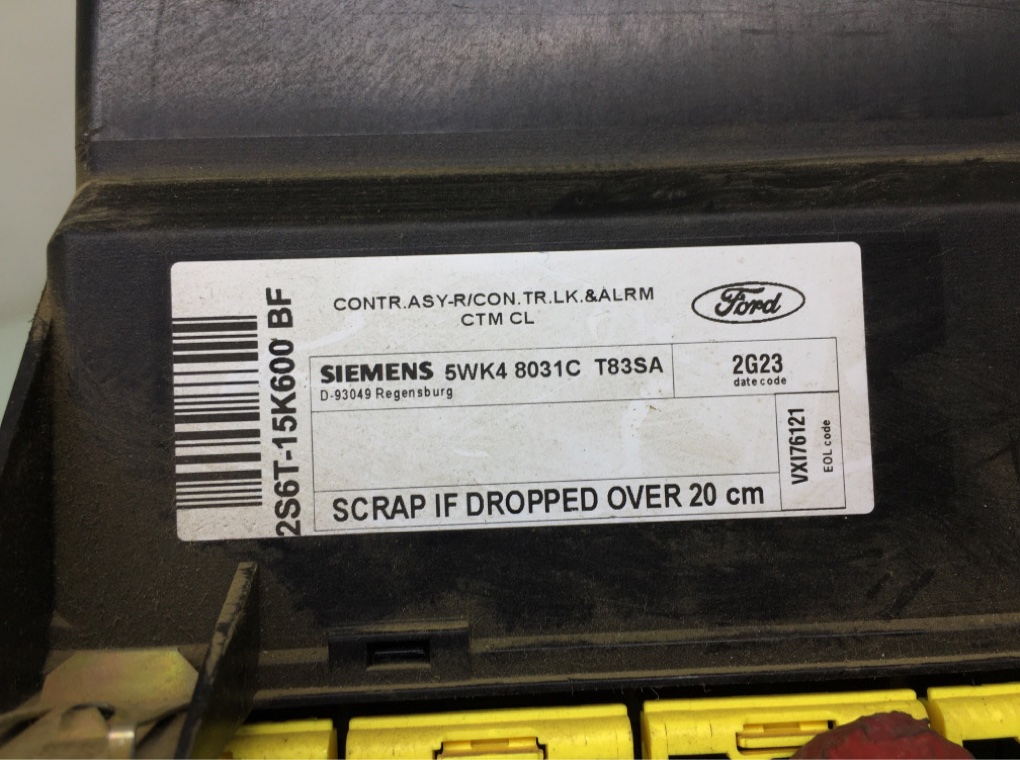 CONTR.ASY-R/CON.TR.LK.&ALRM
CTM CL
Ford
2S6T-15K600 BF
SIEMENS 5WK4 8031C T83SA
D-93049 Regensburg
2G23
date code
VXI76121
EOL code
SCRAP IF DROPPED OVER 20 cm